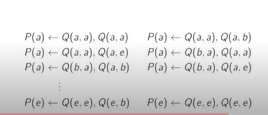 P(a) ← Q(a, a), Q(a, a) P(a) ← Q(a, a), Q(a, b)
P(a) ← Q(a, a), Q(a, e) P(a) ← Q(b, a), Q(a, a)
P(a) ← Q(b, a), Q(a, b) P(a) ← Q(b, a), Q(a, e)
⋮
P(e) ← Q(e, e), Q(e, b) P(e) ← Q(e, e), Q(e, e)